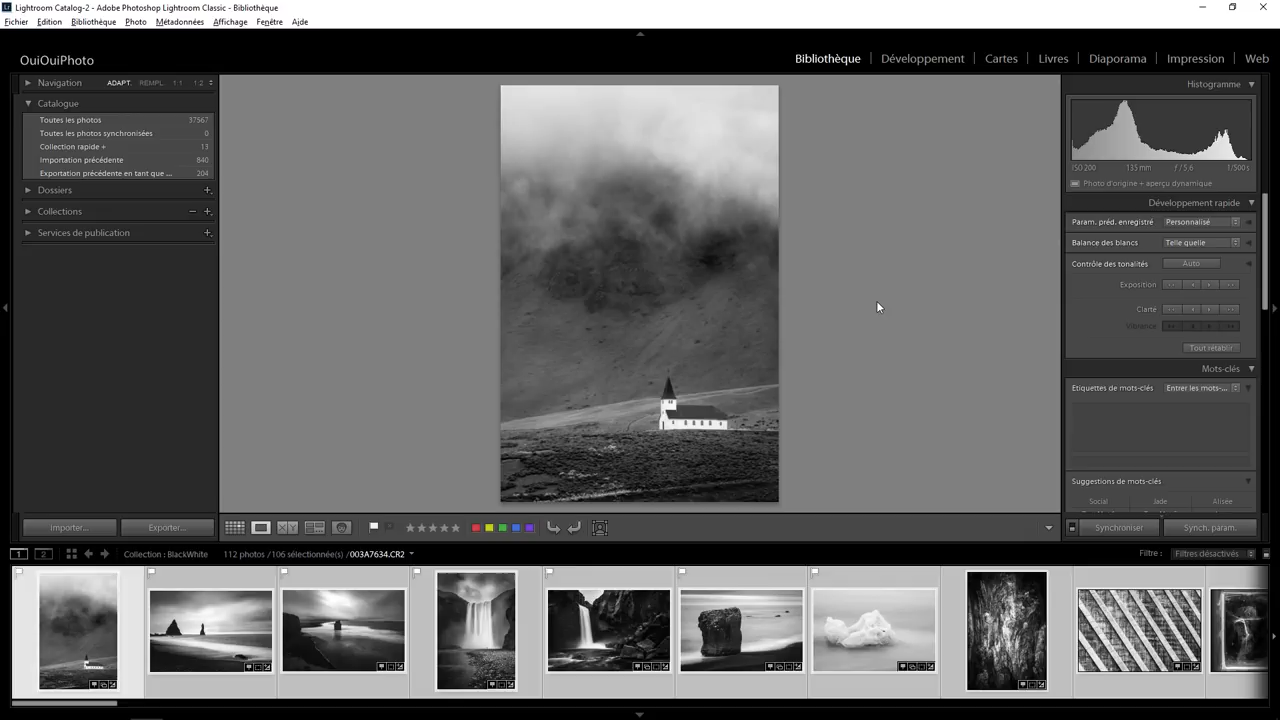 Lightroom Catalog-2 - Adobe Photoshop Lightroom Classic - Bibliothèque
Fichier Edition Bibliothèque Photo Métadonnées Affichage Fenêtre Aide
OuiOuiPhoto
Bibliothèque | Développement | Cartes | Livres | Diaporama | Impression | Web
Navigation ADAPT. REMPL. 1:1 1:2
Catalogue
Toutes les photos 37567
Toutes les photos synchronisées 0
Collection rapide + 13
Importation précédente 840
Exportation précédente en tant que ... 204
Dossiers
Collections
Services de publication
Histogramme
ISO 200 135 mm ƒ / 5,6 1/500 s
Photo d'origine + aperçu dynamique
Développement rapide
Param. préd. enregistré Personnalisé
Balance des blancs Telle quelle
Contrôle des tonalités Auto
Exposition
Clarté
Vibrance
Tout rétablir
Mots-clés
Etiquettes de mots-clés Entrer les mots-...
Suggestions de mots-clés
Social Jade Alisée
Importer... Exporter...
Synchroniser Synch. param.
1 2 Collection : BlackWhite 112 photos /106 sélectionnée(s) /003A7634.CR2 Filtre : Filtres désactivés